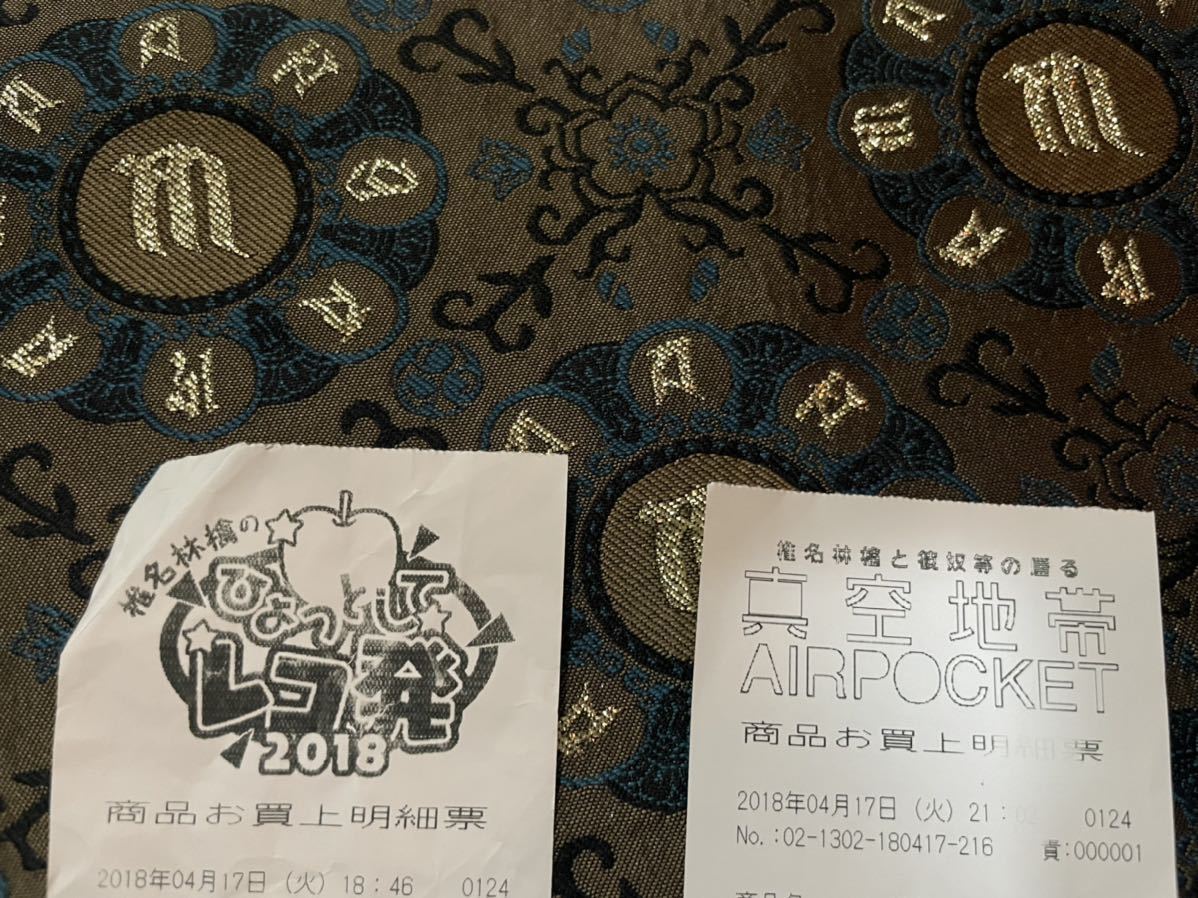 椎名林檎の
ひょっとしてレコ発
2018
商品お買上明細票
2018年04月17日（火）18：46 0124
椎名林檎と彼奴等の居る
真空地帯
AIRPOCKET
商品お買上明細票
2018年04月17日（火）21：02 0124
No.：02-1302-180417-216 責：000001